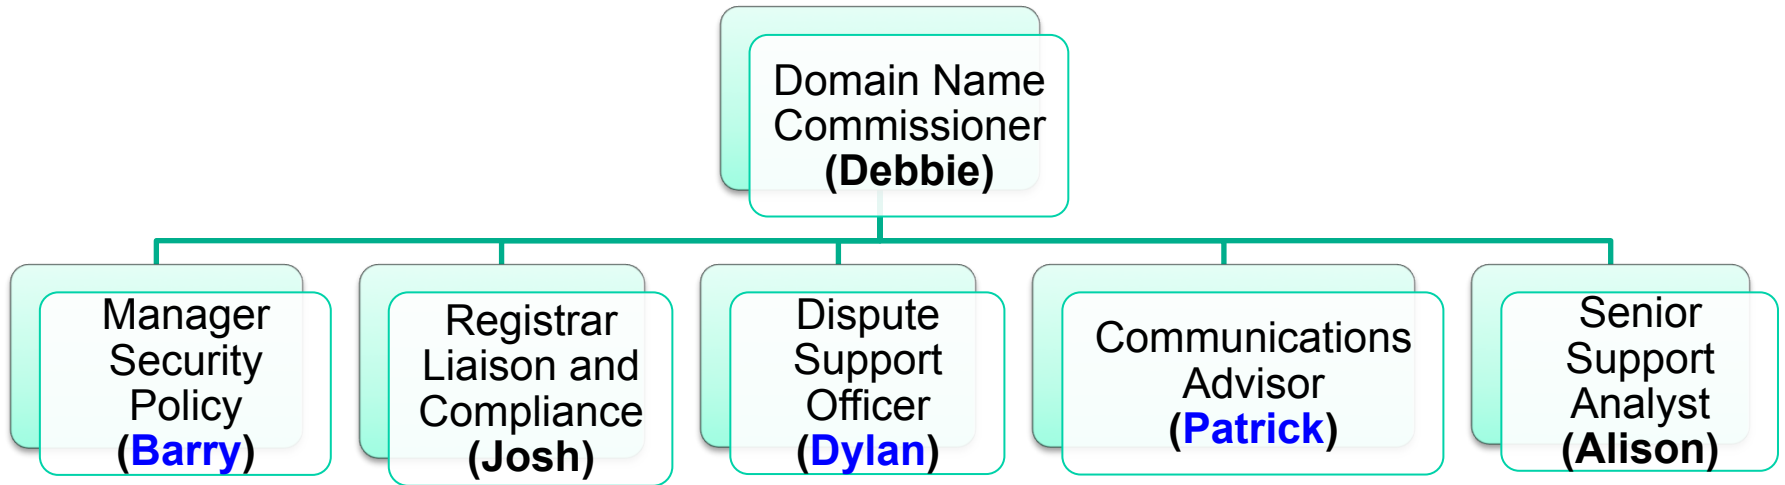 Domain Name
Commissioner
(Debbie)
Manager
Security
Policy
(Barry)
Registrar
Liaison and
Compliance
(Josh)
Dispute
Support
Officer
(Dylan)
Communications
Advisor
(Patrick)
Senior
Support
Analyst
(Alison)